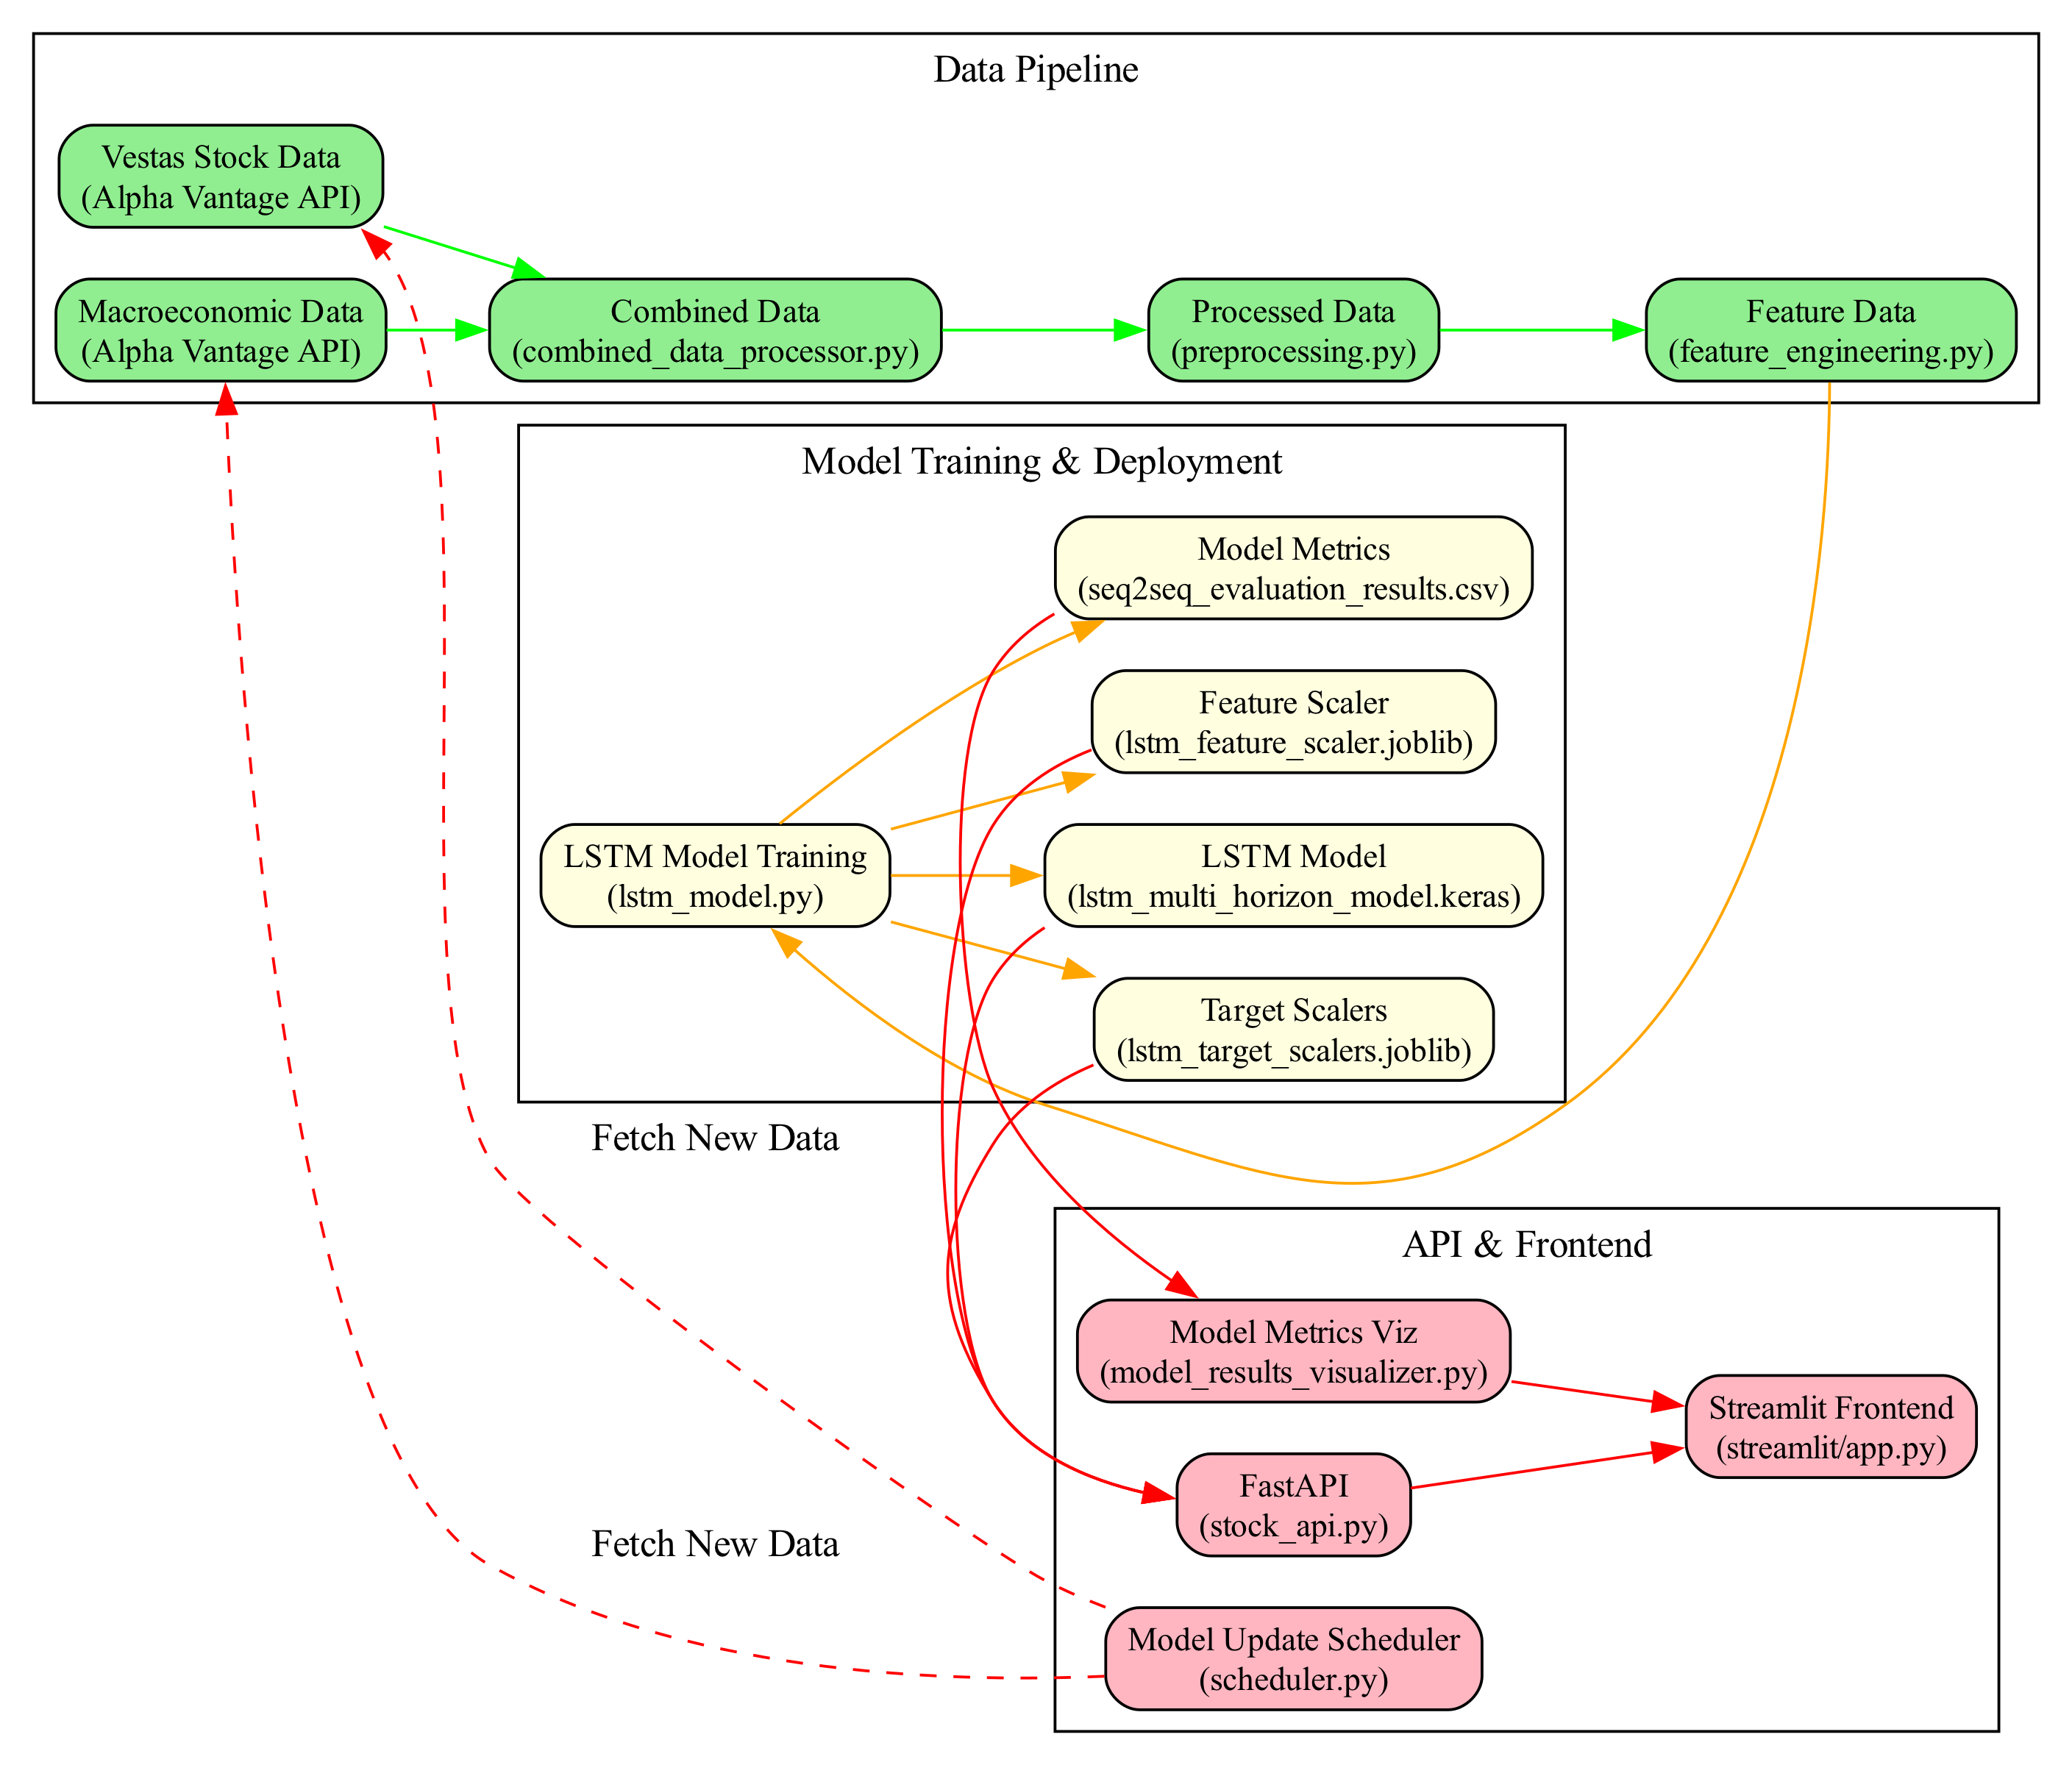 Data Pipeline
Vestas Stock Data
(Alpha Vantage API)
Macroeconomic Data
(Alpha Vantage API)
Combined Data
(combined_data_processor.py)
Processed Data
(preprocessing.py)
Feature Data
(feature_engineering.py)
Model Training & Deployment
Model Metrics
(seq2seq_evaluation_results.csv)
Feature Scaler
(lstm_feature_scaler.joblib)
LSTM Model Training
(lstm_model.py)
LSTM Model
(lstm_multi_horizon_model.keras)
Target Scalers
(lstm_target_scalers.joblib)
Fetch New Data
API & Frontend
Model Metrics Viz
(model_results_visualizer.py)
Streamlit Frontend
(streamlit/app.py)
FastAPI
(stock_api.py)
Fetch New Data
Model Update Scheduler
(scheduler.py)